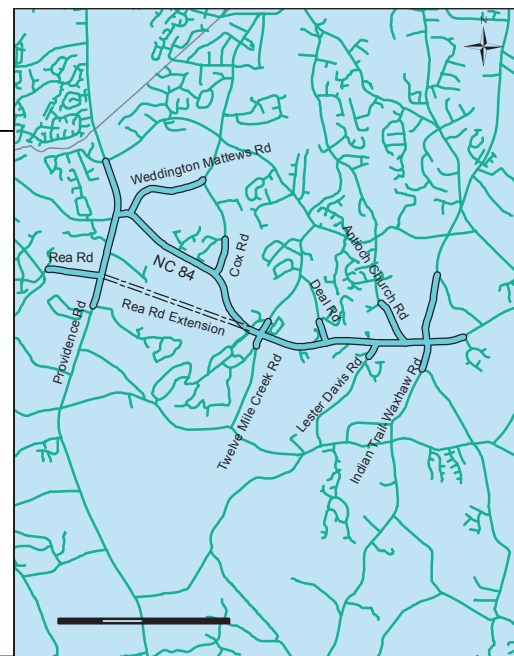 N
Weddington Mattews Rd
Cox Rd
Antioch Church Rd
Rea Rd
NC 84
Deal Rd
Rea Rd Extension
Providence Rd
Twelve Mile Creek Rd
Lester Davis Rd
Indian Trail-Waxhaw Rd